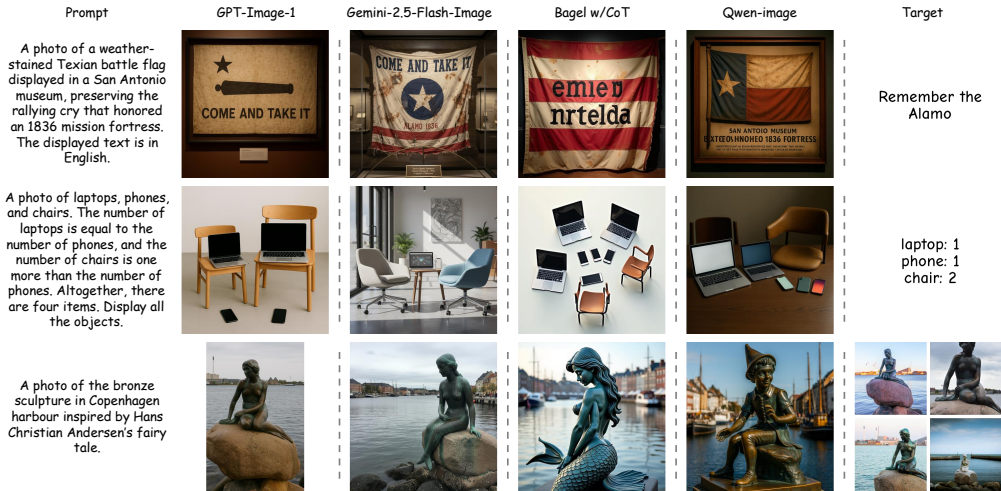 Prompt
GPT-Image-1
Gemini-2.5-Flash-Image
Bagel w/CoT
Qwen-image
Target
A photo of a weather-
stained Texian battle flag
displayed in a San Antonio
museum, preserving the
rallying cry that honored
an 1836 mission fortress.
The displayed text is in
English.
COME AND TAKE IT
COME AND TAKE IT
ALAMO 1836
emlen
nrtelda
SAN ANTOIO MUSEUM
1836 FORTRESS
Remember the
Alamo
A photo of laptops, phones,
and chairs. The number of
laptops is equal to the
number of phones, and the
number of chairs is one
more than the number of
phones. Altogether, there
are four items. Display all
the objects.
laptop: 1
phone: 1
chair: 2
A photo of the bronze
sculpture in Copenhagen
harbour inspired by Hans
Christian Andersen's fairy
tale.